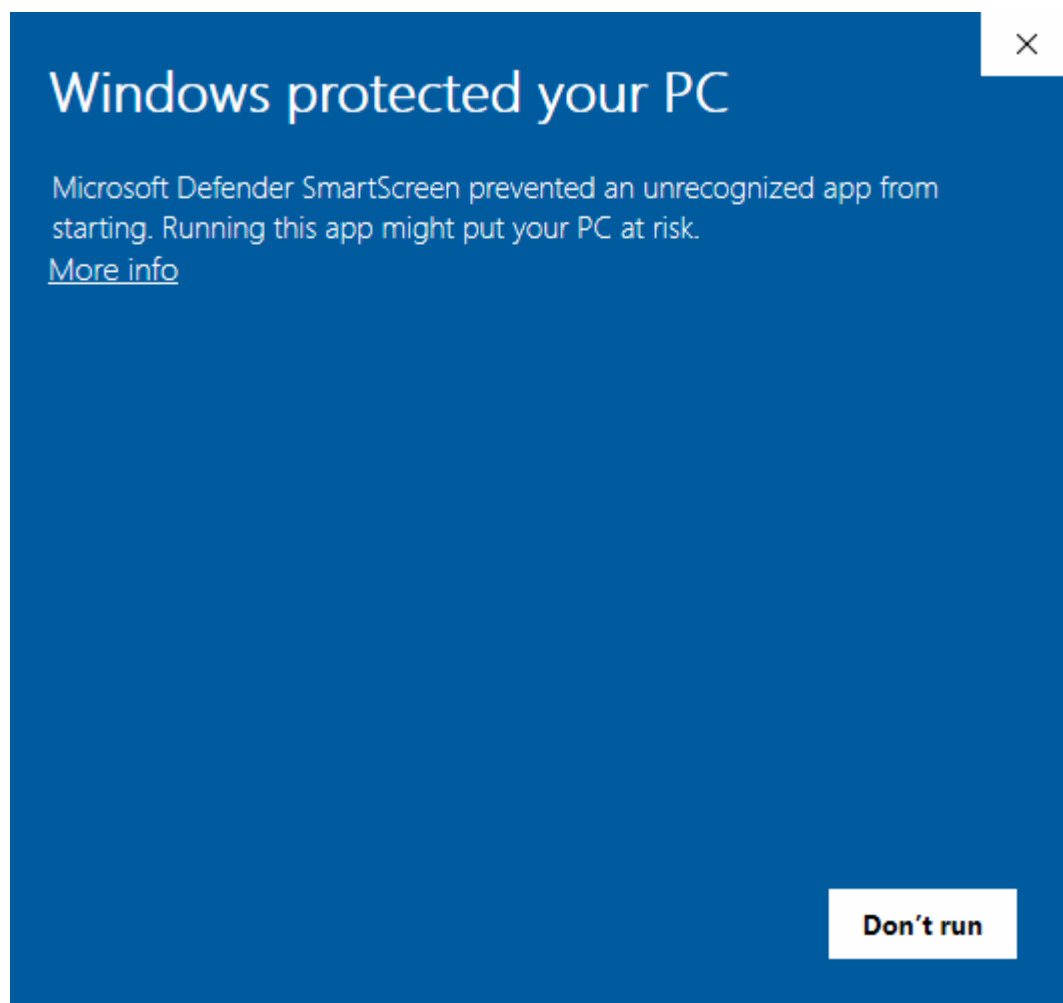 Windows protected your PC
Microsoft Defender SmartScreen prevented an unrecognized app from
starting. Running this app might put your PC at risk.
More info
Don’t run